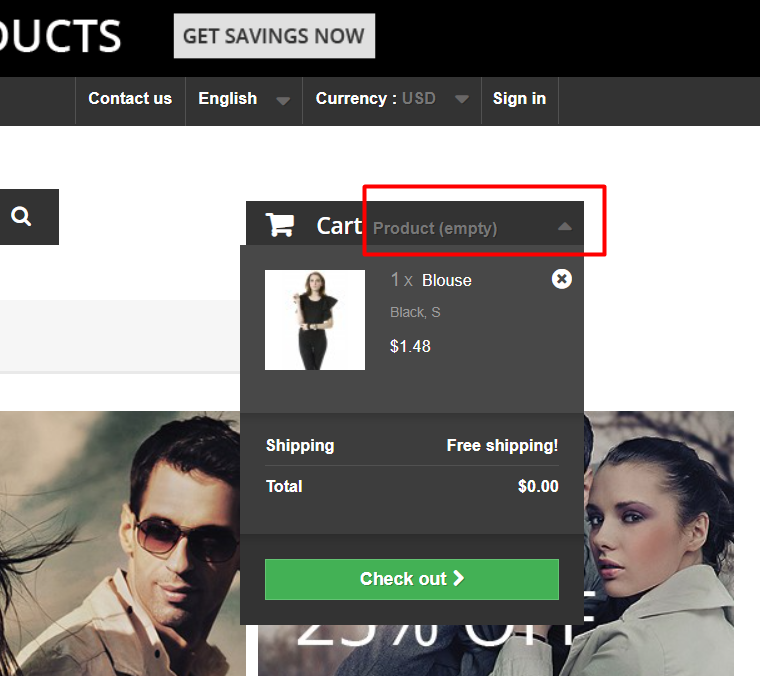 DUCTS GET SAVINGS NOW
Contact us English Currency : USD Sign in
Cart Product (empty)
1 x Blouse
Black, S
$1.48
Shipping Free shipping!
Total $0.00
Check out
25% OFF